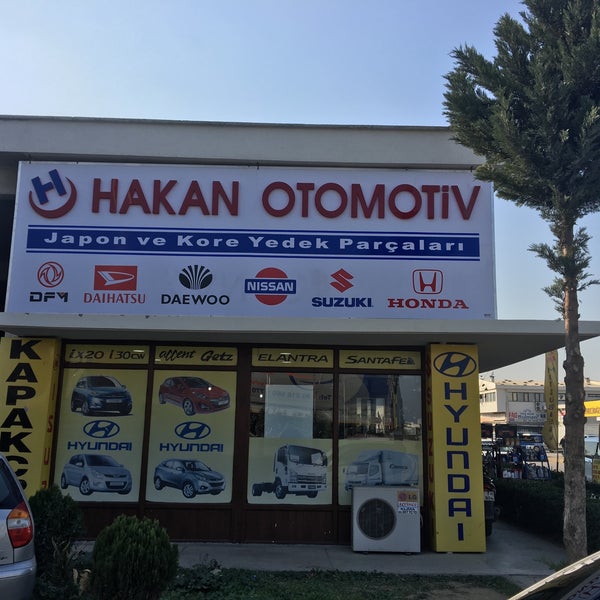 HAKAN OTOMOTiV
Japon ve Kore Yedek Parçaları
DFM DAIHATSU DAEWOO NISSAN SUZUKI HONDA
ix20 i30cw accent Getz ELANTRA SANTAFE
KAPAKÇ
HYUNDAI HYUNDAI
HYUNDAI
LG